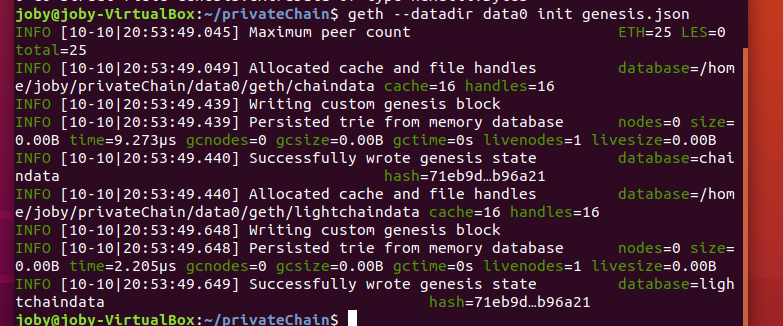 joby@joby-VirtualBox:~/privateChain$ geth --datadir data0 init genesis.json
INFO [10-10|20:53:49.045] Maximum peer count                       ETH=25 LES=0
total=25
INFO [10-10|20:53:49.049] Allocated cache and file handles         database=/hom
e/joby/privateChain/data0/geth/chaindata cache=16 handles=16
INFO [10-10|20:53:49.439] Writing custom genesis block
INFO [10-10|20:53:49.439] Persisted trie from memory database      nodes=0 size=
0.00B time=9.273µs gcnodes=0 gcsize=0.00B gctime=0s livenodes=1 livesize=0.00B
INFO [10-10|20:53:49.440] Successfully wrote genesis state         database=chai
ndata                                    hash=71eb9d…b96a21
INFO [10-10|20:53:49.440] Allocated cache and file handles         database=/hom
e/joby/privateChain/data0/geth/lightchaindata cache=16 handles=16
INFO [10-10|20:53:49.648] Writing custom genesis block
INFO [10-10|20:53:49.648] Persisted trie from memory database      nodes=0 size=
0.00B time=2.205µs gcnodes=0 gcsize=0.00B gctime=0s livenodes=1 livesize=0.00B
INFO [10-10|20:53:49.649] Successfully wrote genesis state         database=ligh
tchaindata                                    hash=71eb9d…b96a21
joby@joby-VirtualBox:~/privateChain$